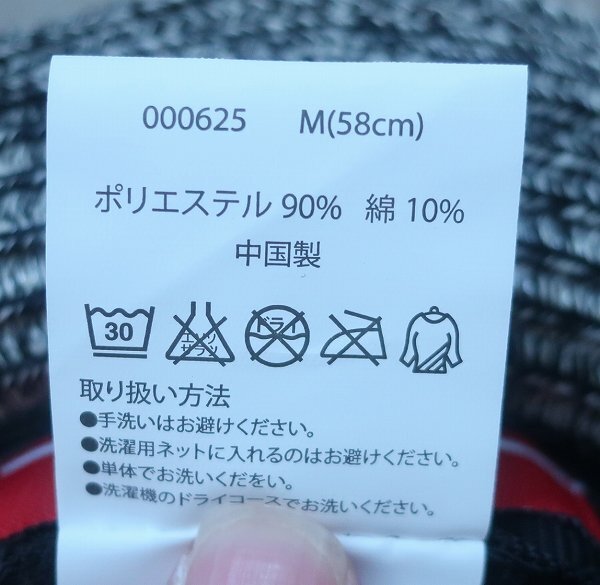 000625 M(58cm)
ポリエステル 90% 綿 10%
中国製
30 エンソ サラシ ドライ
取り扱い方法
●手洗いはお避けください。
●洗濯用ネットに入れるのはお避けください。
●単体でお洗いくだをい。
●洗濯機のドライコースでお洗いください。